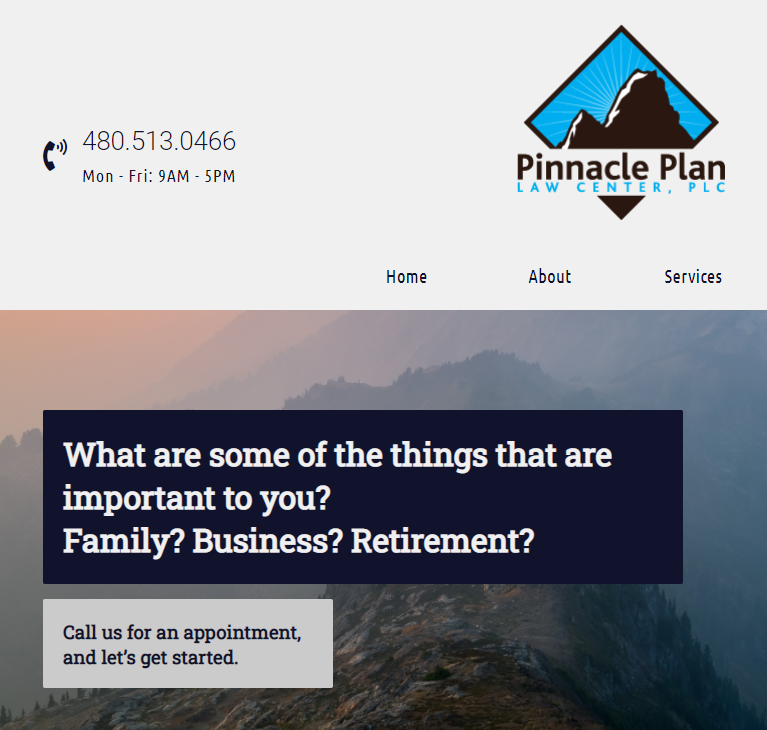 480.513.0466
Mon - Fri: 9AM - 5PM
Pinnacle Plan
LAW CENTER, PLC
Home About Services
What are some of the things that are
important to you?
Family? Business? Retirement?
Call us for an appointment,
and let’s get started.